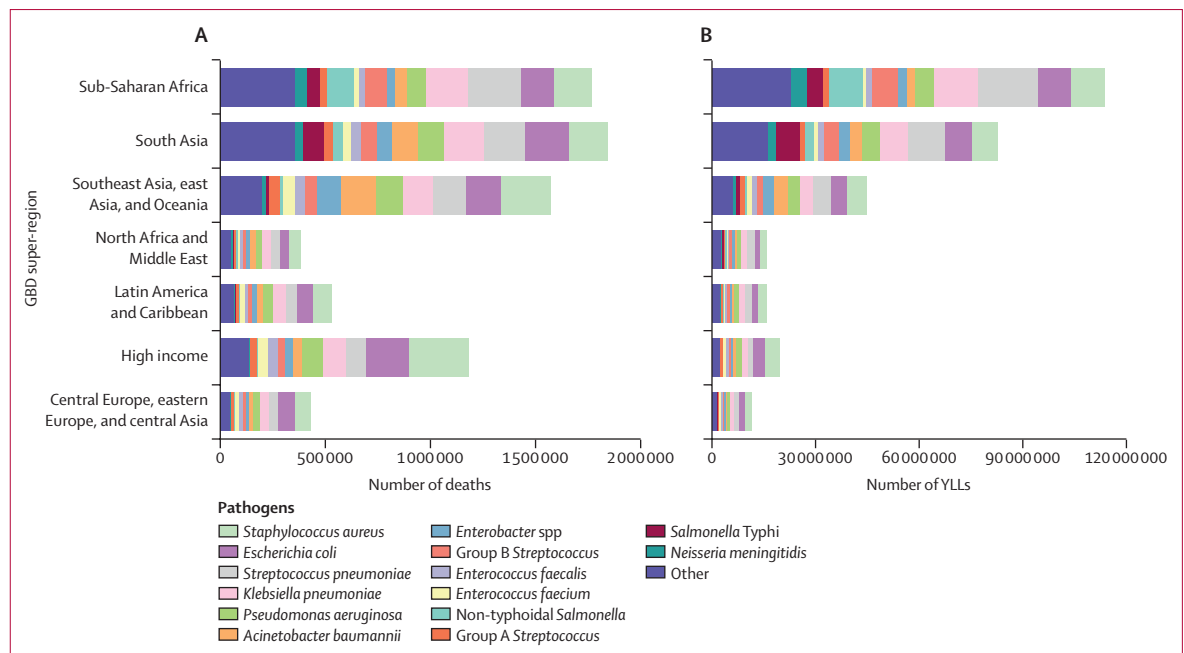 A
B
GBD super-region
Sub-Saharan Africa
South Asia
Southeast Asia, east
Asia, and Oceania
North Africa and
Middle East
Latin America
and Caribbean
High income
Central Europe, eastern
Europe, and central Asia
0 500 000 1 000 000 1 500 000 2 000 000
Number of deaths
0 30 000 000 60 000 000 90 000 000 120 000 000
Number of YLLs
Pathogens
Staphylococcus aureus
Escherichia coli
Streptococcus pneumoniae
Klebsiella pneumoniae
Pseudomonas aeruginosa
Acinetobacter baumannii
Enterobacter spp
Group B Streptococcus
Enterococcus faecalis
Enterococcus faecium
Non-typhoidal Salmonella
Group A Streptococcus
Salmonella Typhi
Neisseria meningitidis
Other